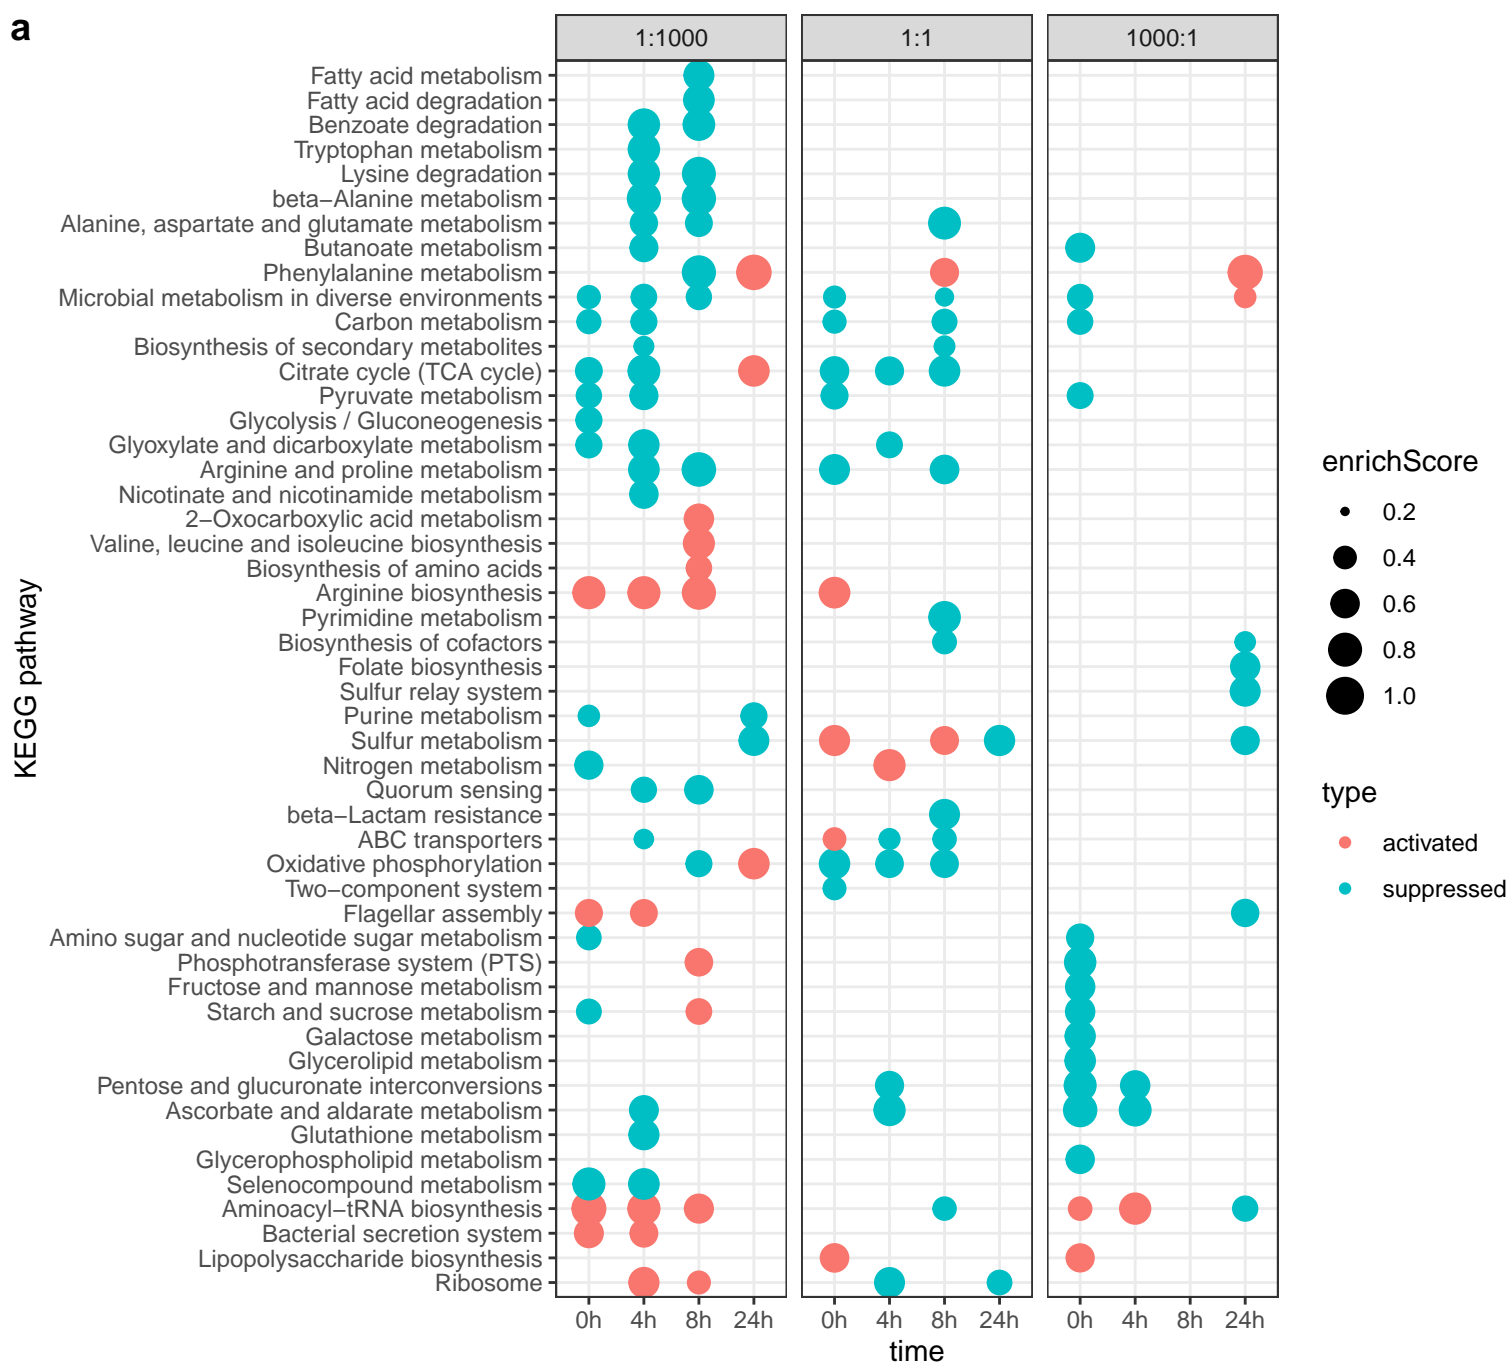 a
1:1000
1:1
1000:1
KEGG pathway
Fatty acid metabolism
Fatty acid degradation
Benzoate degradation
Tryptophan metabolism
Lysine degradation
beta−Alanine metabolism
Alanine, aspartate and glutamate metabolism
Butanoate metabolism
Phenylalanine metabolism
Microbial metabolism in diverse environments
Carbon metabolism
Biosynthesis of secondary metabolites
Citrate cycle (TCA cycle)
Pyruvate metabolism
Glycolysis / Gluconeogenesis
Glyoxylate and dicarboxylate metabolism
Arginine and proline metabolism
Nicotinate and nicotinamide metabolism
2−Oxocarboxylic acid metabolism
Valine, leucine and isoleucine biosynthesis
Biosynthesis of amino acids
Arginine biosynthesis
Pyrimidine metabolism
Biosynthesis of cofactors
Folate biosynthesis
Sulfur relay system
Purine metabolism
Sulfur metabolism
Nitrogen metabolism
Quorum sensing
beta−Lactam resistance
ABC transporters
Oxidative phosphorylation
Two−component system
Flagellar assembly
Amino sugar and nucleotide sugar metabolism
Phosphotransferase system (PTS)
Fructose and mannose metabolism
Starch and sucrose metabolism
Galactose metabolism
Glycerolipid metabolism
Pentose and glucuronate interconversions
Ascorbate and aldarate metabolism
Glutathione metabolism
Glycerophospholipid metabolism
Selenocompound metabolism
Aminoacyl−tRNA biosynthesis
Bacterial secretion system
Lipopolysaccharide biosynthesis
Ribosome
0h 4h 8h 24h
0h 4h 8h 24h
0h 4h 8h 24h
time
enrichScore
0.2
0.4
0.6
0.8
1.0
type
activated
suppressed